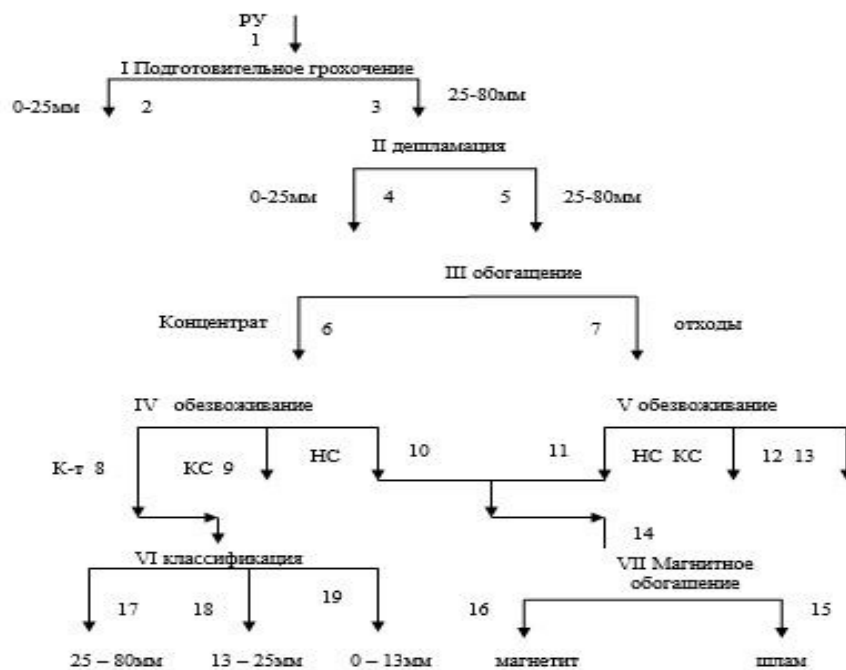 РУ
1
I Подготовительное грохочение
0-25мм 2 3 25-80мм
II дешламация
0-25мм 4 5 25-80мм
III обогащение
Концентрат 6 7 отходы
IV обезвоживание V обезвоживание
К-т 8 КС 9 НС 10 11 НС КС 12 13
14
VI классификация VII Магнитное
обогашение
17 18 19 16 15
25 – 80мм 13 – 25мм 0 – 13мм магнетит шлам